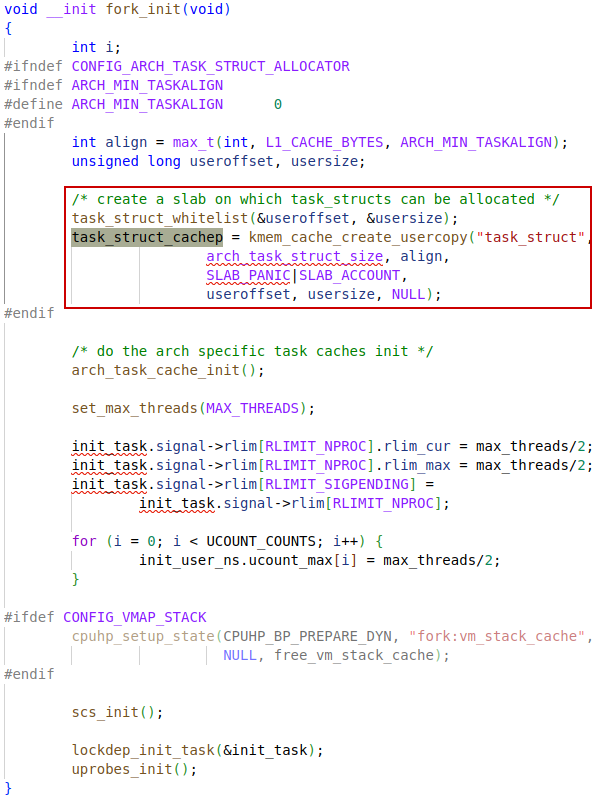 void __init fork_init(void)
{
        int i;
#ifndef CONFIG_ARCH_TASK_STRUCT_ALLOCATOR
#ifndef ARCH_MIN_TASKALIGN
#define ARCH_MIN_TASKALIGN      0
#endif
        int align = max_t(int, L1_CACHE_BYTES, ARCH_MIN_TASKALIGN);
        unsigned long useroffset, usersize;

        /* create a slab on which task_structs can be allocated */
        task_struct_whitelist(&useroffset, &usersize);
        task_struct_cachep = kmem_cache_create_usercopy("task_struct",
                        arch_task_struct_size, align,
                        SLAB_PANIC|SLAB_ACCOUNT,
                        useroffset, usersize, NULL);
#endif

        /* do the arch specific task caches init */
        arch_task_cache_init();

        set_max_threads(MAX_THREADS);

        init_task.signal->rlim[RLIMIT_NPROC].rlim_cur = max_threads/2;
        init_task.signal->rlim[RLIMIT_NPROC].rlim_max = max_threads/2;
        init_task.signal->rlim[RLIMIT_SIGPENDING] =
                init_task.signal->rlim[RLIMIT_NPROC];

        for (i = 0; i < UCOUNT_COUNTS; i++) {
                init_user_ns.ucount_max[i] = max_threads/2;
        }

#ifdef CONFIG_VMAP_STACK
        cpuhp_setup_state(CPUHP_BP_PREPARE_DYN, "fork:vm_stack_cache",
                          NULL, free_vm_stack_cache);
#endif

        scs_init();

        lockdep_init_task(&init_task);
        uprobes_init();
}